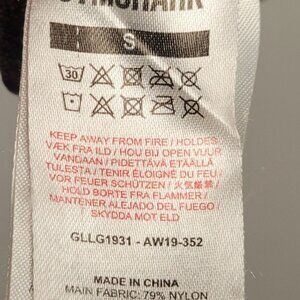 GYMSHARK
S
30
KEEP AWAY FROM FIRE / HOLDES
VÆK FRA ILD / HOU BIJ OPEN VUUR
VANDAAN / PIDETTÄVÄ ETÄÄLLÄ
TULESTA / TENIR ÉLOIGNÉ DU FEU /
VOR FEUER SCHÜTZEN / 火気厳禁 /
HOLD BORTE FRA FLAMMER /
MANTENER ALEJADO DEL FUEGO /
SKYDDA MOT ELD
GLLG1931 - AW19-352
MADE IN CHINA
MAIN FABRIC: 79% NYLON